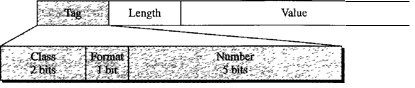 Tag Length Value
Class Format Number
2 bits 1 bit 5 bits